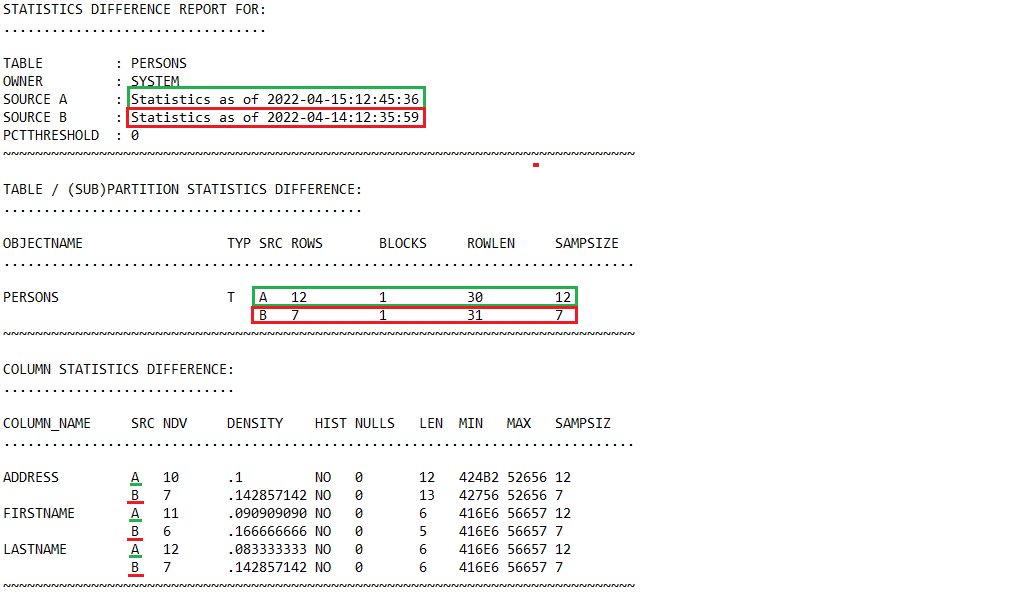 STATISTICS DIFFERENCE REPORT FOR:
.................................
TABLE : PERSONS
OWNER : SYSTEM
SOURCE A : Statistics as of 2022-04-15:12:45:36
SOURCE B : Statistics as of 2022-04-14:12:35:59
PCTTHRESHOLD : 0
~~~~~~~~~~~~~~~~~~~~~~~~~~~~~~~~~~~~~~~~~~~~~~~~~~~~~~~~~~~~~~~~~~~~~~~~~~~~~~~
TABLE / (SUB)PARTITION STATISTICS DIFFERENCE:
.............................................
OBJECTNAME TYP SRC ROWS BLOCKS ROWLEN SAMPSIZE
...............................................................................
PERSONS T A 12 1 30 12
B 7 1 31 7
~~~~~~~~~~~~~~~~~~~~~~~~~~~~~~~~~~~~~~~~~~~~~~~~~~~~~~~~~~~~~~~~~~~~~~~~~~~~~~~
COLUMN STATISTICS DIFFERENCE:
.............................
COLUMN_NAME SRC NDV DENSITY HIST NULLS LEN MIN MAX SAMPSIZ
...............................................................................
ADDRESS A 10 .1 NO 0 12 424B2 52656 12
B 7 .142857142 NO 0 13 42756 52656 7
FIRSTNAME A 11 .090909090 NO 0 6 416E6 56657 12
B 6 .166666666 NO 0 5 416E6 56657 7
LASTNAME A 12 .083333333 NO 0 6 416E6 56657 12
B 7 .142857142 NO 0 6 416E6 56657 7
~~~~~~~~~~~~~~~~~~~~~~~~~~~~~~~~~~~~~~~~~~~~~~~~~~~~~~~~~~~~~~~~~~~~~~~~~~~~~~~